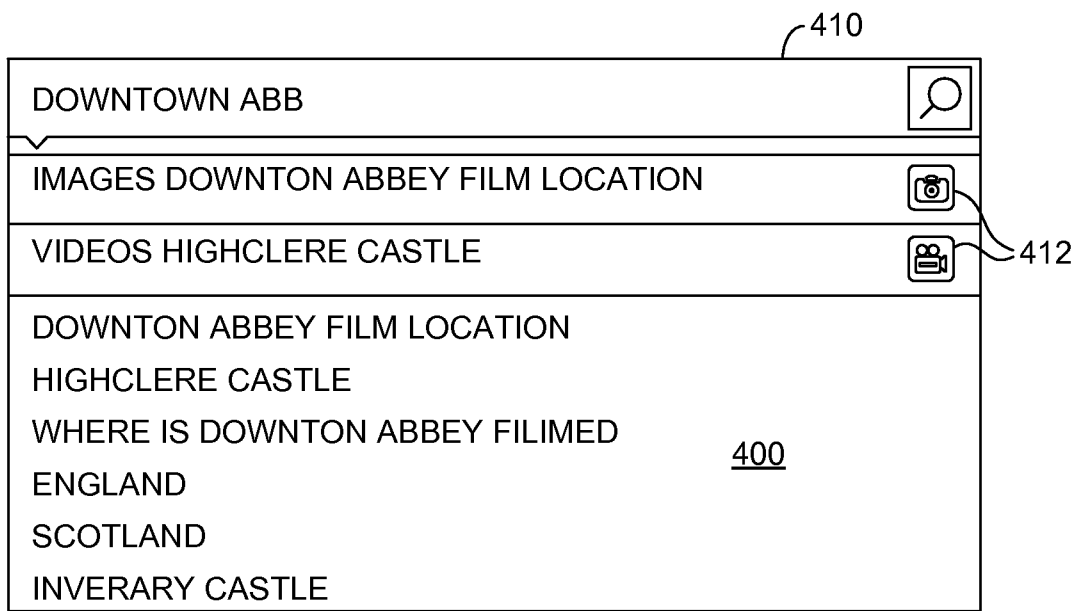 410
DOWNTOWN ABB
IMAGES DOWNTON ABBEY FILM LOCATION
VIDEOS HIGHCLERE CASTLE
412
DOWNTON ABBEY FILM LOCATION
HIGHCLERE CASTLE
WHERE IS DOWNTON ABBEY FILIMED
400
ENGLAND
SCOTLAND
INVERARY CASTLE